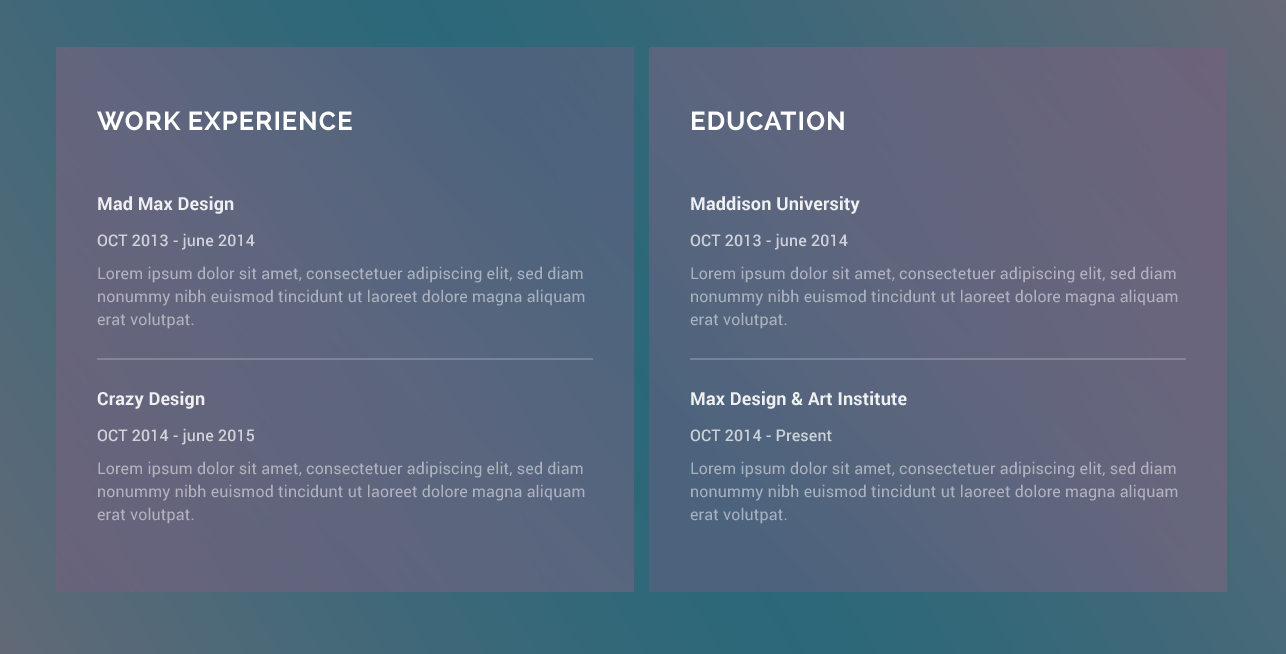 WORK EXPERIENCE
Mad Max Design
OCT 2013 - june 2014
Lorem ipsum dolor sit amet, consectetuer adipiscing elit, sed diam
nonummy nibh euismod tincidunt ut laoreet dolore magna aliquam
erat volutpat.
Crazy Design
OCT 2014 - june 2015
Lorem ipsum dolor sit amet, consectetuer adipiscing elit, sed diam
nonummy nibh euismod tincidunt ut laoreet dolore magna aliquam
erat volutpat.
EDUCATION
Maddison University
OCT 2013 - june 2014
Lorem ipsum dolor sit amet, consectetuer adipiscing elit, sed diam
nonummy nibh euismod tincidunt ut laoreet dolore magna aliquam
erat volutpat.
Max Design & Art Institute
OCT 2014 - Present
Lorem ipsum dolor sit amet, consectetuer adipiscing elit, sed diam
nonummy nibh euismod tincidunt ut laoreet dolore magna aliquam
erat volutpat.